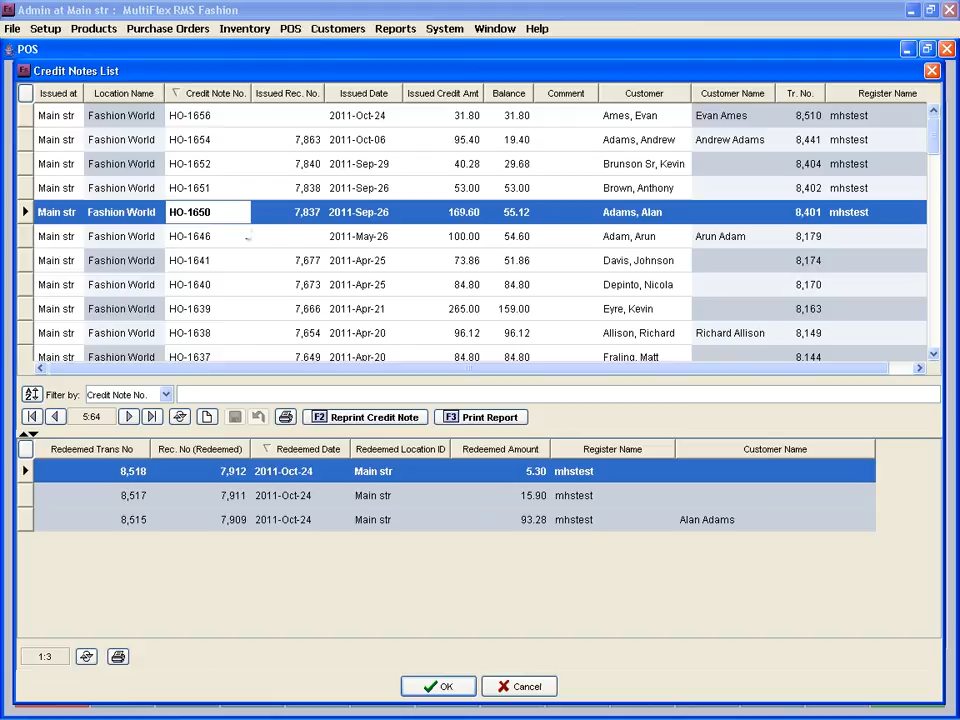 Admin at Main str : MultiFlex RMS Fashion
File Setup Products Purchase Orders Inventory POS Customers Reports System Window Help
POS
Credit Notes List
Issued at Location Name Credit Note No. Issued Rec. No. Issued Date Issued Credit Amt Balance Comment Customer Customer Name Tr. No. Register Name
Main str Fashion World HO-1656 2011-Oct-24 31.80 31.80 Ames, Evan Evan Ames 8,510 mhstest
Main str Fashion World HO-1654 7,863 2011-Oct-06 95.40 19.40 Adams, Andrew Andrew Adams 8,441 mhstest
Main str Fashion World HO-1652 7,840 2011-Sep-29 40.28 29.68 Brunson Sr, Kevin 8,404 mhstest
Main str Fashion World HO-1651 7,838 2011-Sep-26 53.00 53.00 Brown, Anthony 8,402 mhstest
Main str Fashion World HO-1650 7,837 2011-Sep-26 169.60 55.12 Adams, Alan 8,401 mhstest
Main str Fashion World HO-1646 2011-May-26 100.00 54.60 Adam, Arun Arun Adam 8,179
Main str Fashion World HO-1641 7,677 2011-Apr-25 73.86 51.86 Davis, Johnson 8,174
Main str Fashion World HO-1640 7,673 2011-Apr-25 84.80 84.80 Depinto, Nicola 8,170
Main str Fashion World HO-1639 7,666 2011-Apr-21 265.00 159.00 Eyre, Kevin 8,163
Main str Fashion World HO-1638 7,654 2011-Apr-20 96.12 96.12 Allison, Richard Richard Allison 8,149
Main str Fashion World HO-1637 7,649 2011-Apr-20 84.80 84.80 Fraling, Matt 8,144
Filter by: Credit Note No.
5:64 F2 Reprint Credit Note F3 Print Report
Redeemed Trans No Rec. No (Redeemed) Redeemed Date Redeemed Location ID Redeemed Amount Register Name Customer Name
8,518 7,912 2011-Oct-24 Main str 5.30 mhstest
8,517 7,911 2011-Oct-24 Main str 15.90 mhstest
8,515 7,909 2011-Oct-24 Main str 93.28 mhstest Alan Adams
1:3
OK Cancel